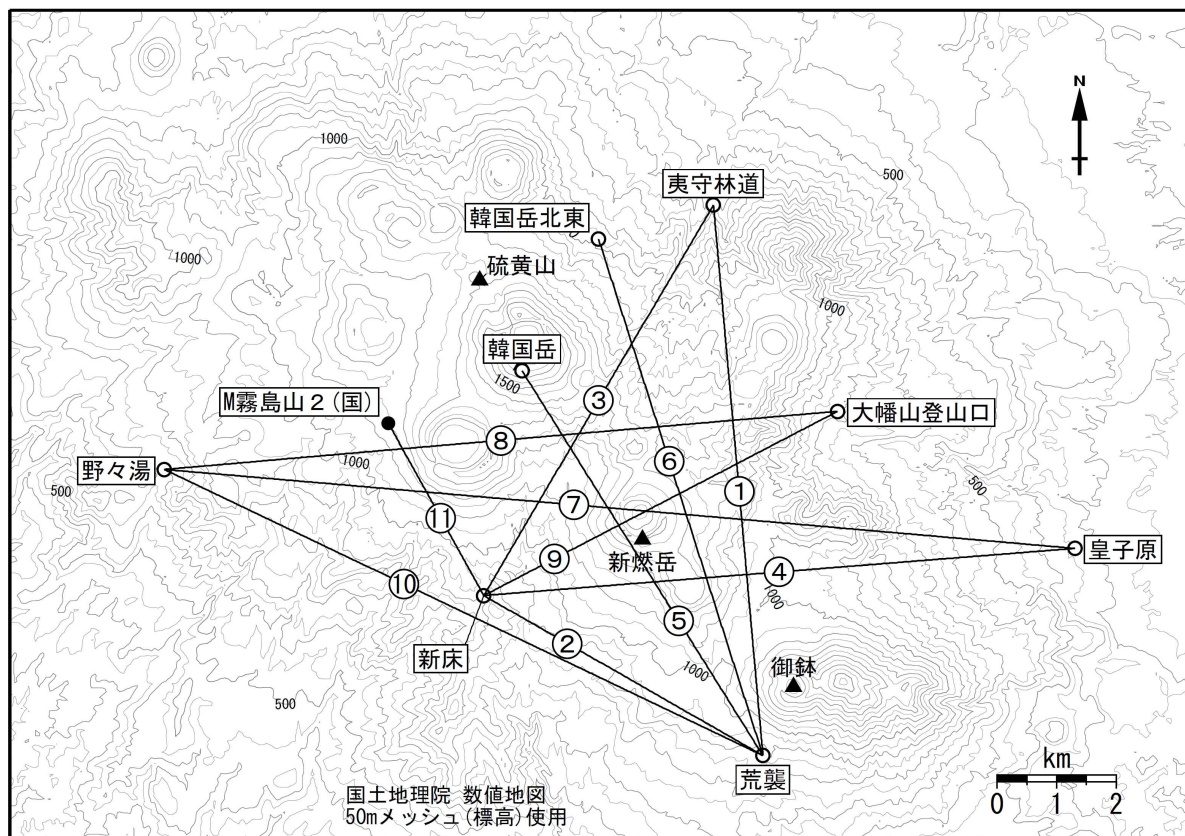 N
1000
500
夷守林道
韓国岳北東
硫黄山
1000
1000
韓国岳
1500
③
M霧島山2(国)
大幡山登山口
⑧
1000
野々湯
500
⑥
500
①
⑦
⑪
新燃岳
皇子原
⑨
④
⑩
1000
⑤
②
新床
1000
御鉢
500
km
荒襲
国土地理院 数値地図
50mメッシュ(標高)使用
0 1 2